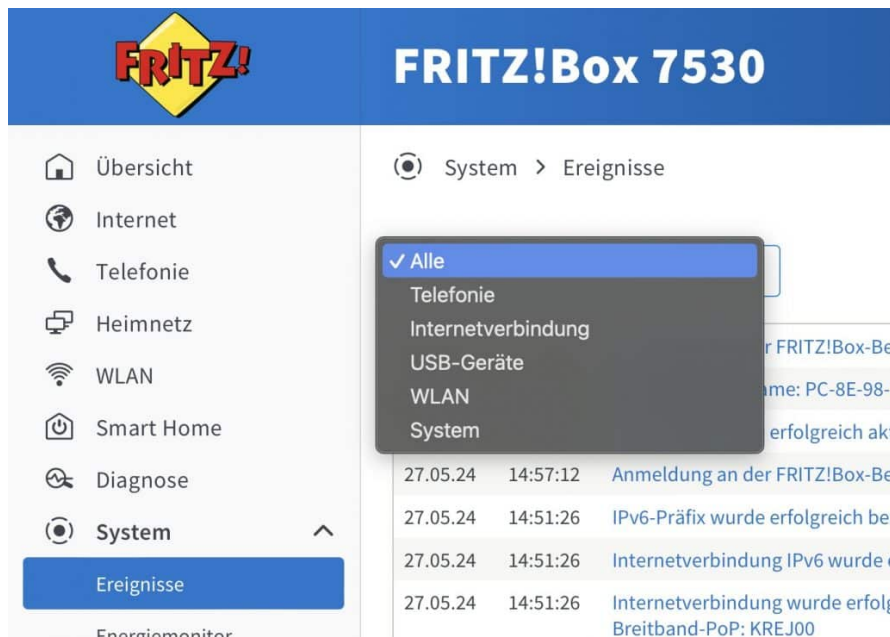 FRITZ!
FRITZ!Box 7530
Übersicht
Internet
Telefonie
Heimnetz
WLAN
Smart Home
Diagnose
System
Ereignisse
Energiemonitor
System > Ereignisse
✓ Alle
Telefonie
Internetverbindung
USB-Geräte
WLAN
System
r FRITZ!Box-Be
ame: PC-8E-98-
erfolgreich ak
27.05.24 14:57:12 Anmeldung an der FRITZ!Box-Be
27.05.24 14:51:26 IPv6-Präfix wurde erfolgreich be
27.05.24 14:51:26 Internetverbindung IPv6 wurde
27.05.24 14:51:26 Internetverbindung wurde erfolg
Breitband-PoP: KREJ00